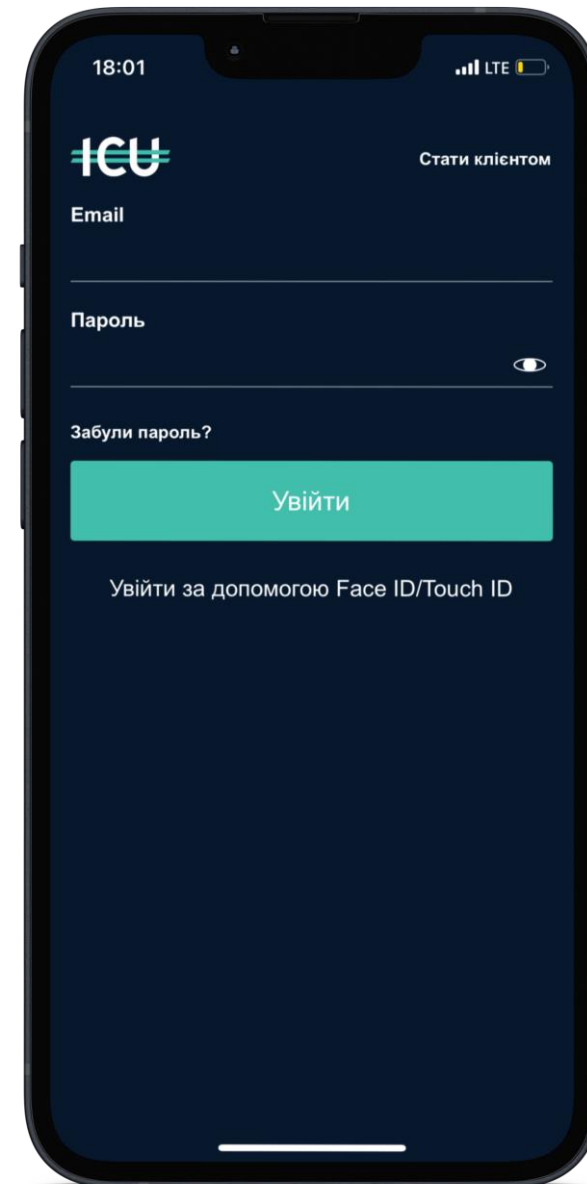 18:01
LTE
ICU
Стати клієнтом
Email
Пароль
Забули пароль?
Увійти
Увійти за допомогою Face ID/Touch ID